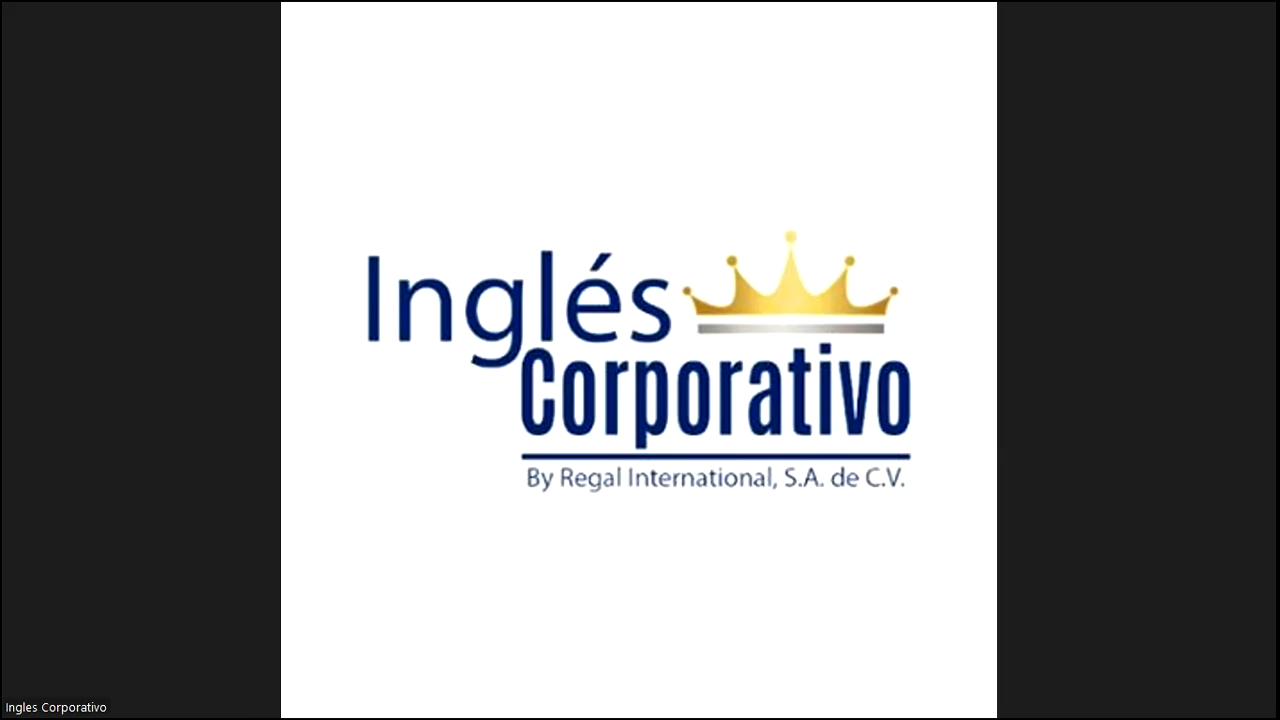 Inglés
Corporativo
By Regal International, S.A. de C.V.
Ingles Corporativo